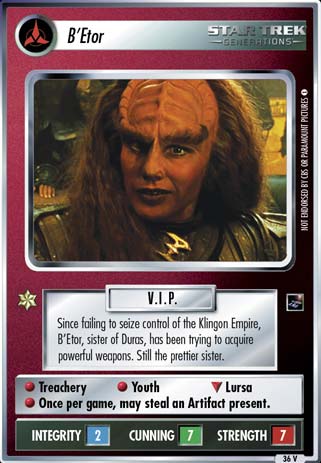 B'Etor
STAR TREK
GENERATIONS
NOT ENDORSED BY CBS OR PARAMOUNT PICTURES
V.I.P.
Since failing to seize control of the Klingon Empire,
B'Etor, sister of Duras, has been trying to acquire
powerful weapons. Still the prettier sister.
Treachery Youth Lursa
Once per game, may steal an Artifact present.
INTEGRITY 2 CUNNING 7 STRENGTH 7
36 V